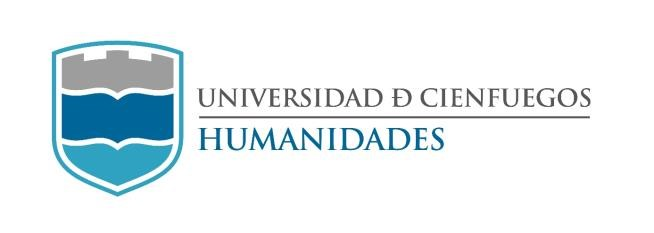 UNIVERSIDAD Ð CIENFUEGOS
HUMANIDADES